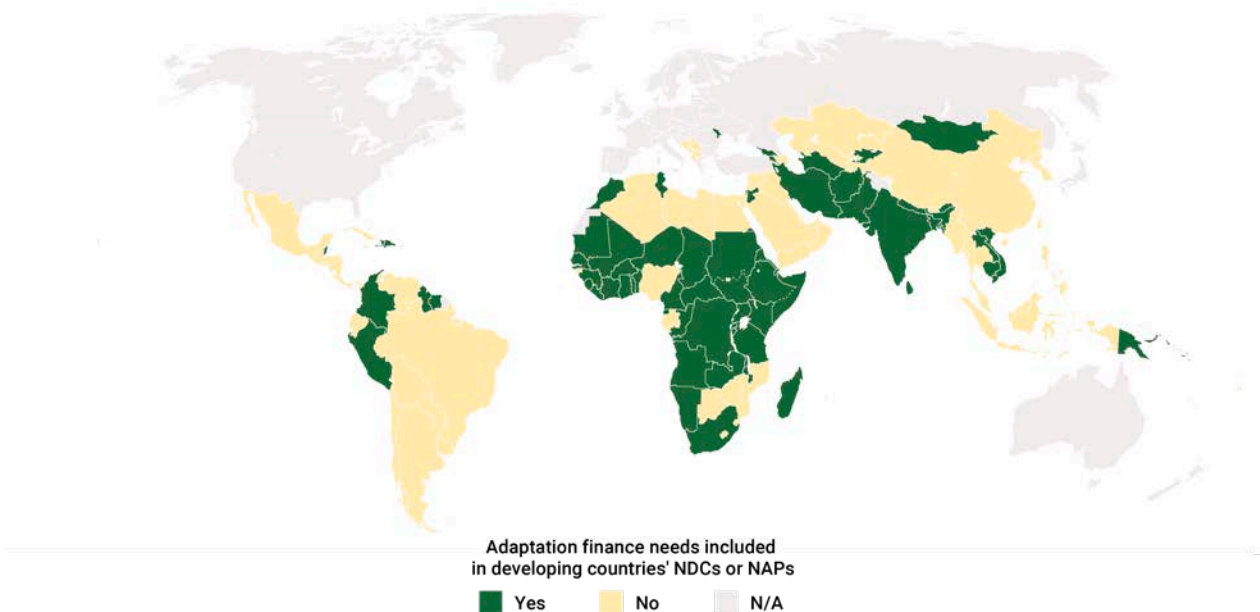 Adaptation finance needs included
in developing countries' NDCs or NAPs
Yes No N/A